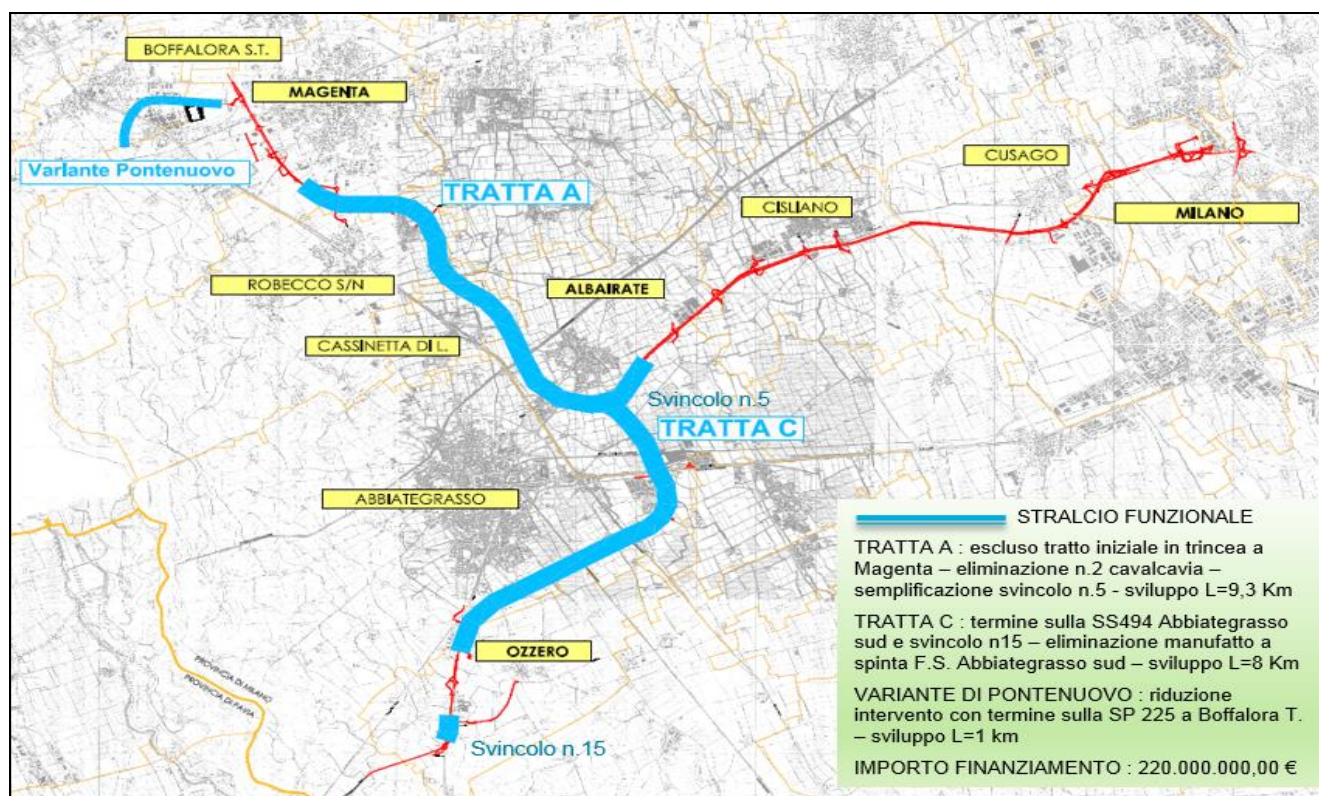 BOFFALORA S.T.
MAGENTA
Variante Pontenuovo
TRATTA A
CUSAGO
CISLIANO
MILANO
ROBECCO S/N
ALBAIRATE
CASSINETTA DI L.
Svincolo n.5
TRATTA C
ABBIATEGRASSO
OZZERO
Svincolo n.15
PROVINCIA DI MILANO
PROVINCIA DI PAVIA
STRALCIO FUNZIONALE
TRATTA A : escluso tratto iniziale in trincea a
Magenta – eliminazione n.2 cavalcavia –
semplificazione svincolo n.5 - sviluppo L=9,3 Km
TRATTA C : termine sulla SS494 Abbiategrasso
sud e svincolo n15 – eliminazione manufatto a
spinta F.S. Abbiategrasso sud – sviluppo L=8 Km
VARIANTE DI PONTENUOVO : riduzione
intervento con termine sulla SP 225 a Boffalora T.
– sviluppo L=1 km
IMPORTO FINANZIAMENTO : 220.000.000,00 €